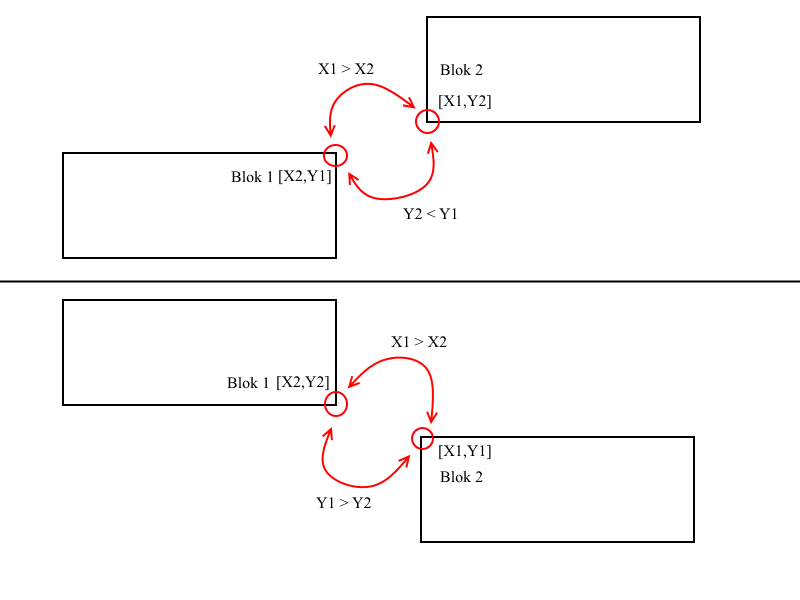 X1 > X2
Blok 2
[X1,Y2]
Blok 1 [X2,Y1]
Y2 < Y1
X1 > X2
Blok 1 [X2,Y2]
[X1,Y1]
Blok 2
Y1 > Y2